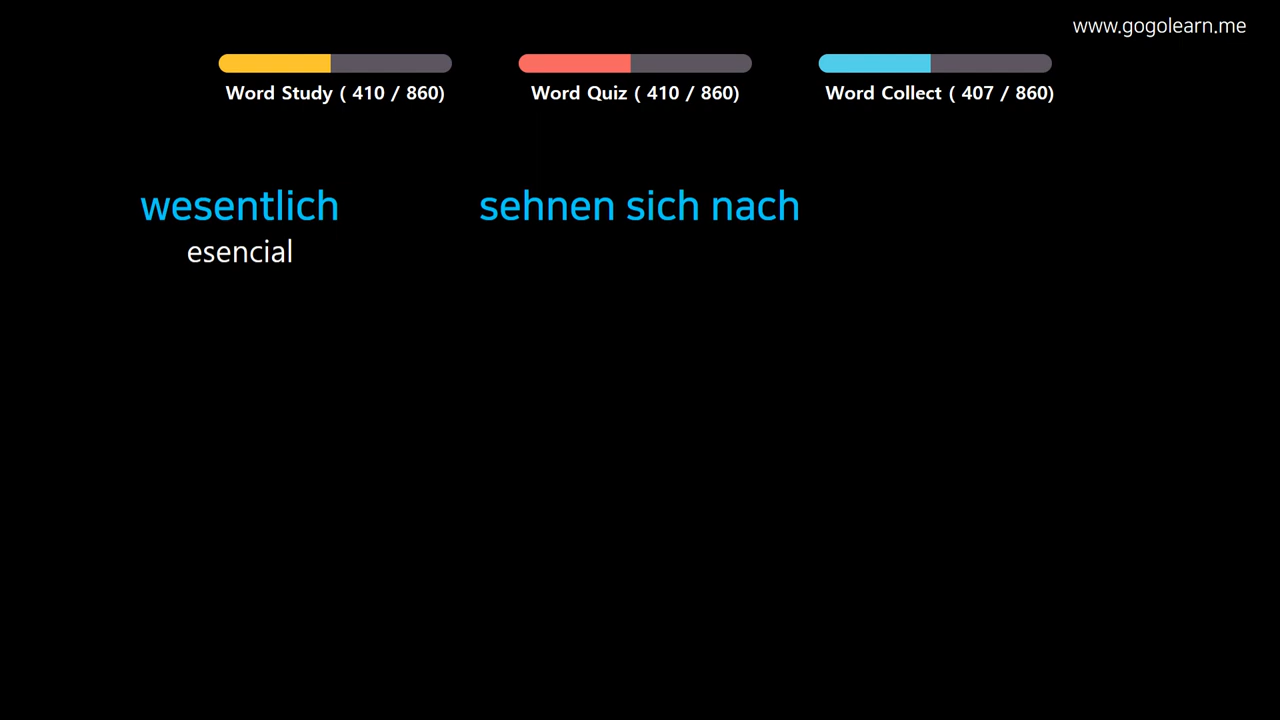 www.gogolearn.me
Word Study ( 410 / 860)
Word Quiz ( 410 / 860)
Word Collect ( 407 / 860)
wesentlich
esencial
sehnen sich nach